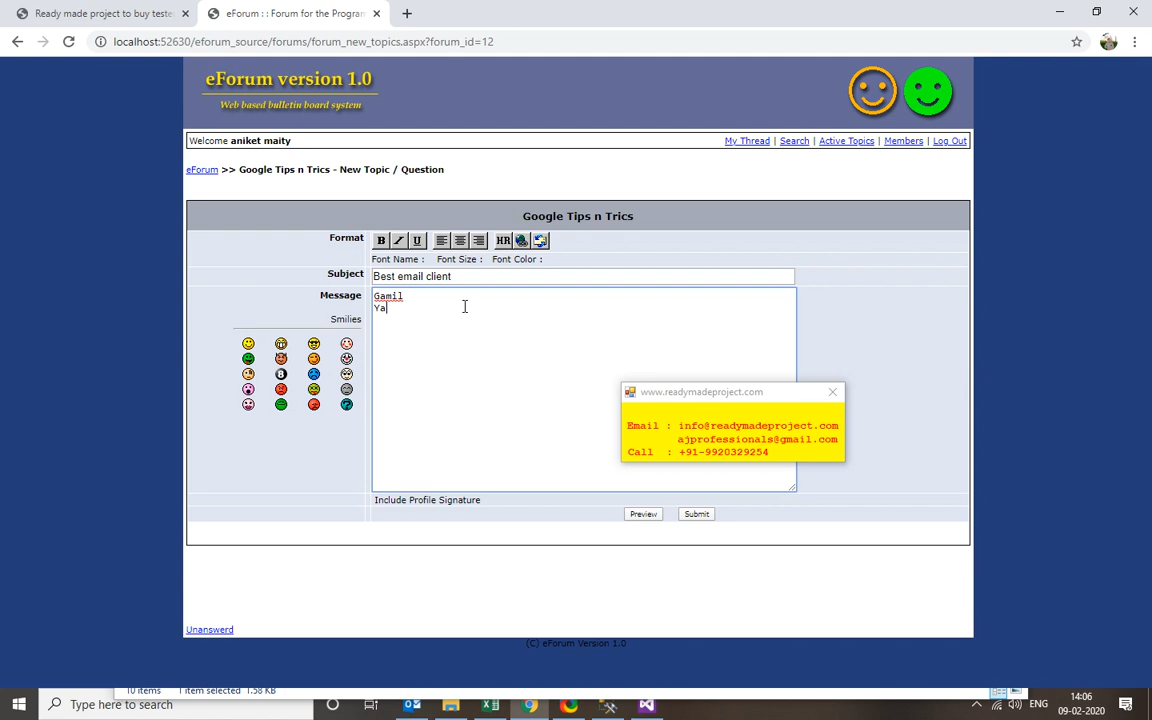 Ready made project to buy teste
eForum : : Forum for the Progran
localhost:52630/eforum_source/forums/forum_new_topics.aspx?forum_id=12
eForum version 1.0
Web based bulletin board system
Welcome aniket maity
My Thread | Search | Active Topics | Members | Log Out
eForum >> Google Tips n Trics - New Topic / Question
Google Tips n Trics
Format
B I U HR
Font Name : Font Size : Font Color :
Subject
Best email client
Message
Gamil
Ya
Smilies
www.readymadeproject.com
Email : info@readymadeproject.com
ajprofessionals@gmail.com
Call : +91-9920329254
Include Profile Signature
Preview Submit
Unanswerd
(C) eForum Version 1.0
10 items 1 item selected 1.58 KB
Type here to search
ENG
14:06
09-02-2020